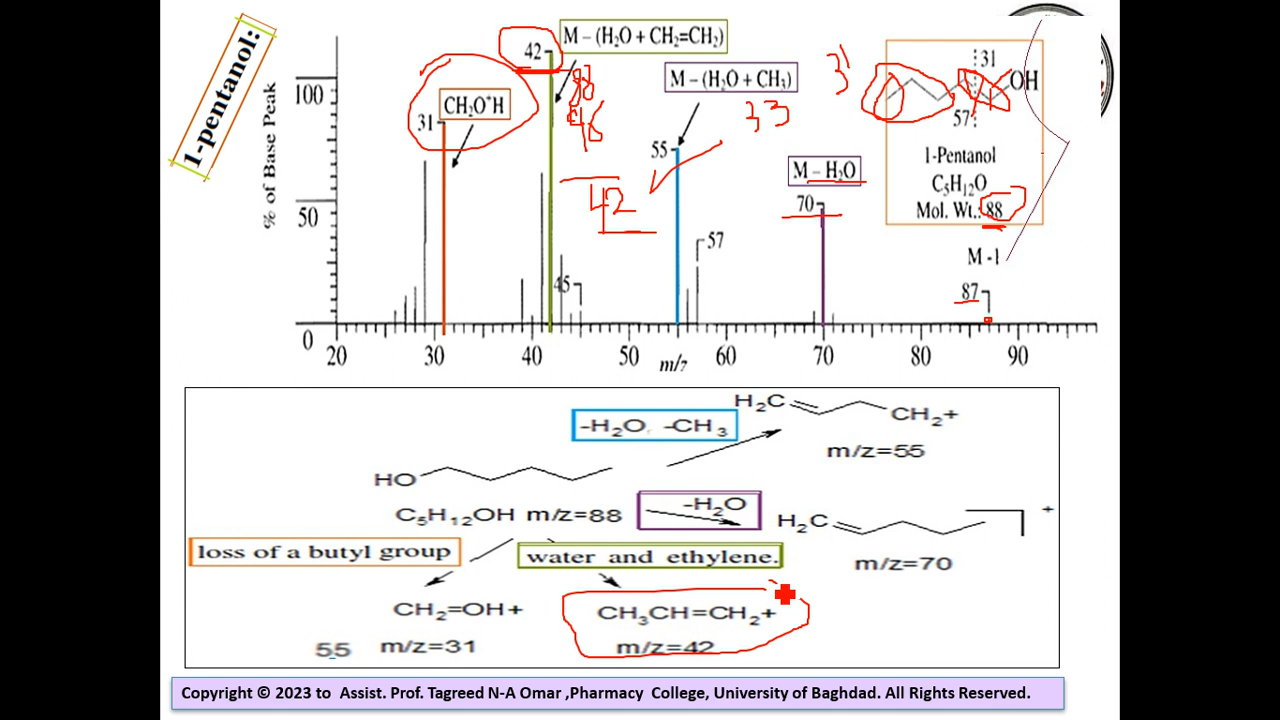 1-pentanol:
% of Base Peak
100
50
0
20 30 40 50 60 70 80 90
m/z
31
CH₂O⁺H
42
M – (H₂O + CH₂=CH₂)
45
M – (H₂O + CH₃)
55
57
M – H₂O
70
M -1
87
31
OH
57
1-Pentanol
C₅H₁₂O
Mol. Wt.: 88
31
88
46
33
42
-H₂O, -CH₃
H₂C CH₂+
m/z=55
HO
C₅H₁₂OH m/z=88
-H₂O
H₂C +
m/z=70
loss of a butyl group
water and ethylene.
CH₂=OH+
m/z=31
CH₃CH=CH₂+
m/z=42
55
Copyright © 2023 to Assist. Prof. Tagreed N-A Omar ,Pharmacy College, University of Baghdad. All Rights Reserved.